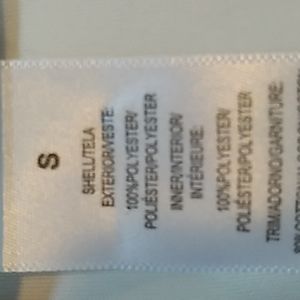 S
SHELL/TELA
EXTERIOR/VESTE:
100%POLYESTER/
POLIÉSTER/POLYESTER
INNER/INTERIOR/
INTÉRIEURE:
100%POLYESTER/
POLIÉSTER/POLYESTER
TRIM/ADORNO/GARNITURE: